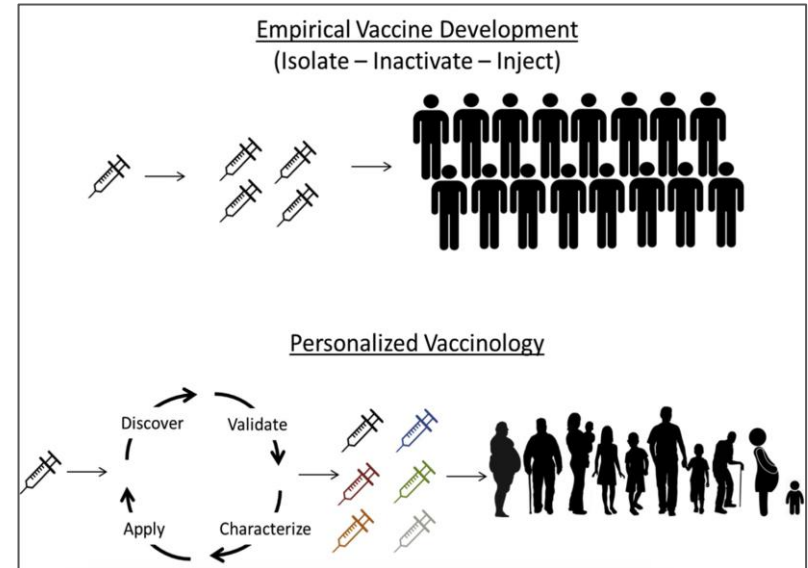 Empirical Vaccine Development
(Isolate – Inactivate – Inject)
Personalized Vaccinology
Discover
Validate
Apply
Characterize